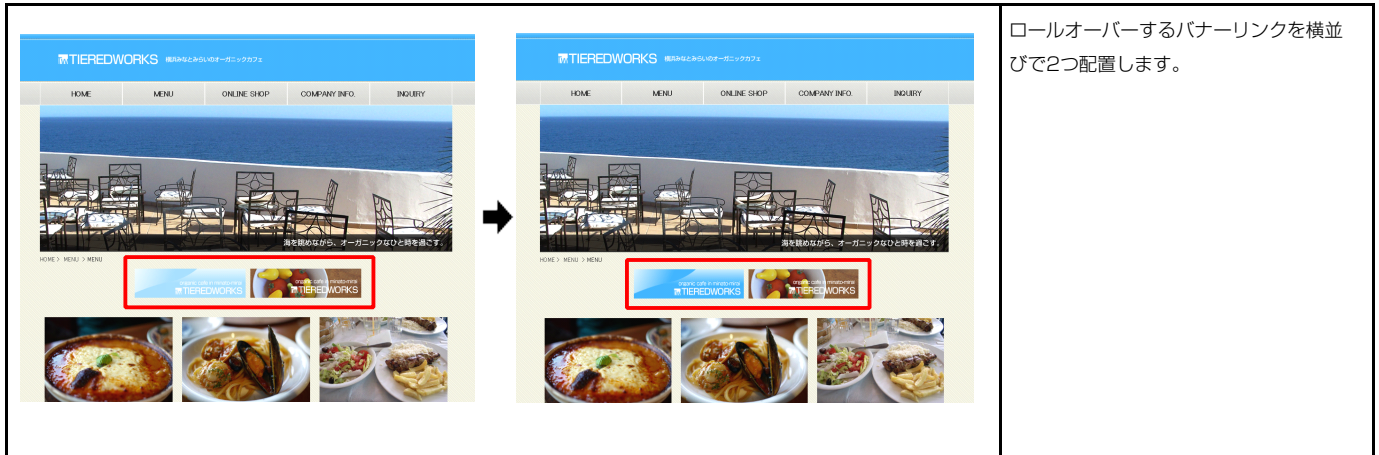 TIEREDWORKS 横浜みなとみらいのオーガニックカフェ
HOME MENU ONLINE SHOP COMPANY INFO. INQUIRY
海を眺めながら、オーガニックなひと時を過ごす。
HOME > MENU > MENU
organic cafe in minato-mirai
TIEREDWORKS
organic cafe in minato-mirai
TIEREDWORKS
TIEREDWORKS 横浜みなとみらいのオーガニックカフェ
HOME MENU ONLINE SHOP COMPANY INFO. INQUIRY
海を眺めながら、オーガニックなひと時を過ごす。
HOME > MENU > MENU
organic cafe in minato-mirai
TIEREDWORKS
organic cafe in minato-mirai
TIEREDWORKS
ロールオーバーするバナーリンクを横並
びで2つ配置します。